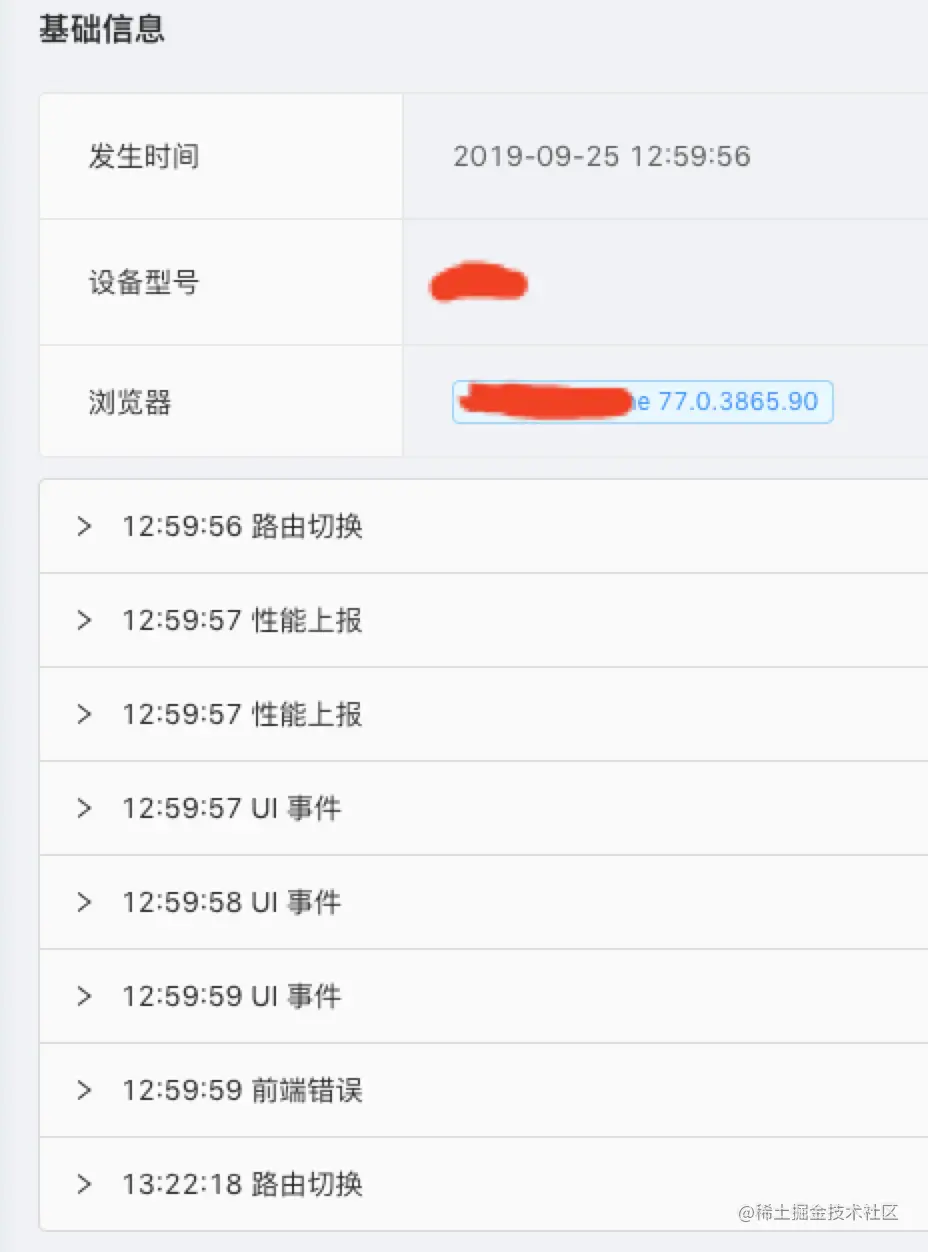 基础信息
发生时间 2019-09-25 12:59:56
设备型号
浏览器 e 77.0.3865.90
> 12:59:56 路由切换
> 12:59:57 性能上报
> 12:59:57 性能上报
> 12:59:57 UI 事件
> 12:59:58 UI 事件
> 12:59:59 UI 事件
> 12:59:59 前端错误
> 13:22:18 路由切换
@稀土掘金技术社区